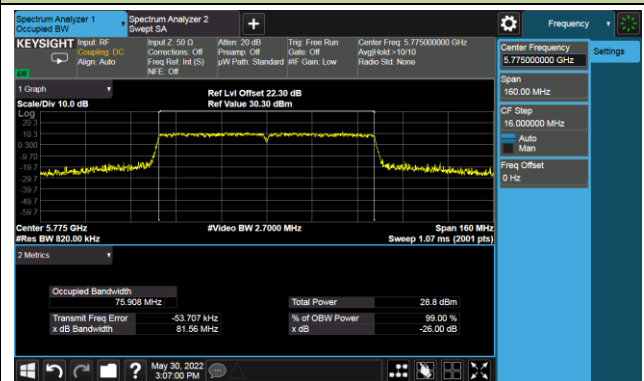 Spectrum Analyzer 1
Occupied BW
Spectrum Analyzer 2
Swept SA
Frequency
KEYSIGHT
Input: RF
Coupling: DC
Align: Auto
Input Z: 50 Ω
Corrections: Off
Freq Ref: Int (S)
NFE: Off
Atten: 20 dB
Preamp: Off
µW Path: Standard
Trig: Free Run
Gate: Off
#IF Gain: Low
Center Freq: 5.775000000 GHz
Avg|Hold:>10/10
Radio Std: None
Center Frequency
5.775000000 GHz
Settings
Span
160.00 MHz
CF Step
16.000000 MHz
Auto
Man
Freq Offset
0 Hz
1 Graph
Scale/Div 10.0 dB
Ref Lvl Offset 22.30 dB
Ref Value 30.30 dBm
Log
20.3
10.3
0.300
-9.70
-19.7
-29.7
-39.7
-49.7
-59.7
Center 5.775 GHz
#Video BW 2.7000 MHz
Span 160 MHz
#Res BW 820.00 kHz
Sweep 1.07 ms (2001 pts)
2 Metrics
Occupied Bandwidth
75.908 MHz
Total Power
28.8 dBm
Transmit Freq Error
-53.707 kHz
% of OBW Power
99.00 %
x dB Bandwidth
81.56 MHz
x dB
-26.00 dB
May 30, 2022
3:07:00 PM